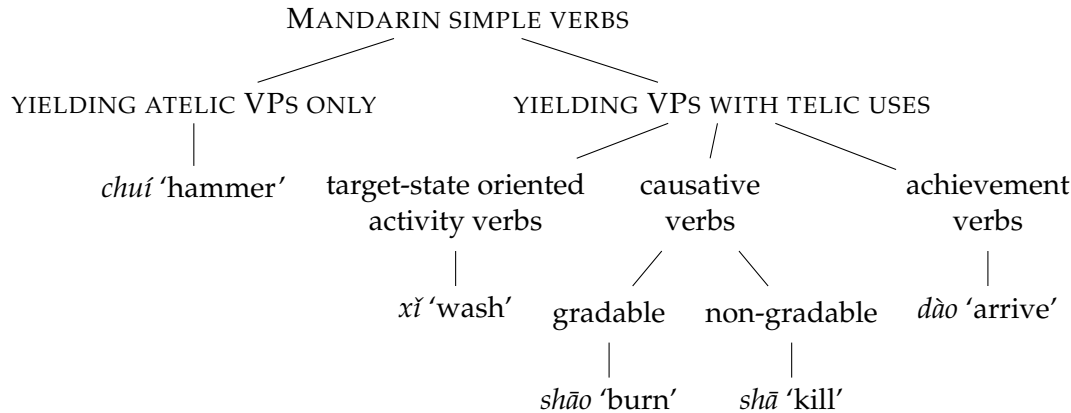 MANDARIN SIMPLE VERBS
YIELDING ATELIC VPS ONLY YIELDING VPS WITH TELIC USES
chuí ‘hammer’ target-state oriented causative achievement
activity verbs verbs verbs
xǐ ‘wash’ gradable non-gradable dào ‘arrive’
shāo ‘burn’ shā ‘kill’